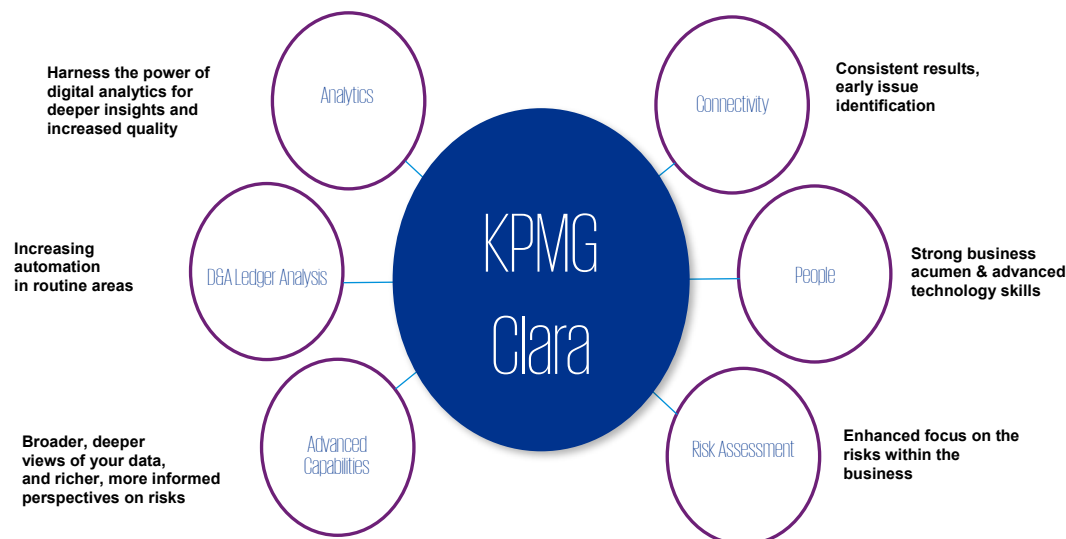 Harness the power of
digital analytics for
deeper insights and
increased quality
Analytics
Connectivity
Consistent results,
early issue
identification
Increasing
automation
in routine areas
D&A Ledger Analysis
KPMG
Clara
People
Strong business
acumen & advanced
technology skills
Broader, deeper
views of your data,
and richer, more informed
perspectives on risks
Advanced
Capabilities
Risk Assessment
Enhanced focus on the
risks within the
business